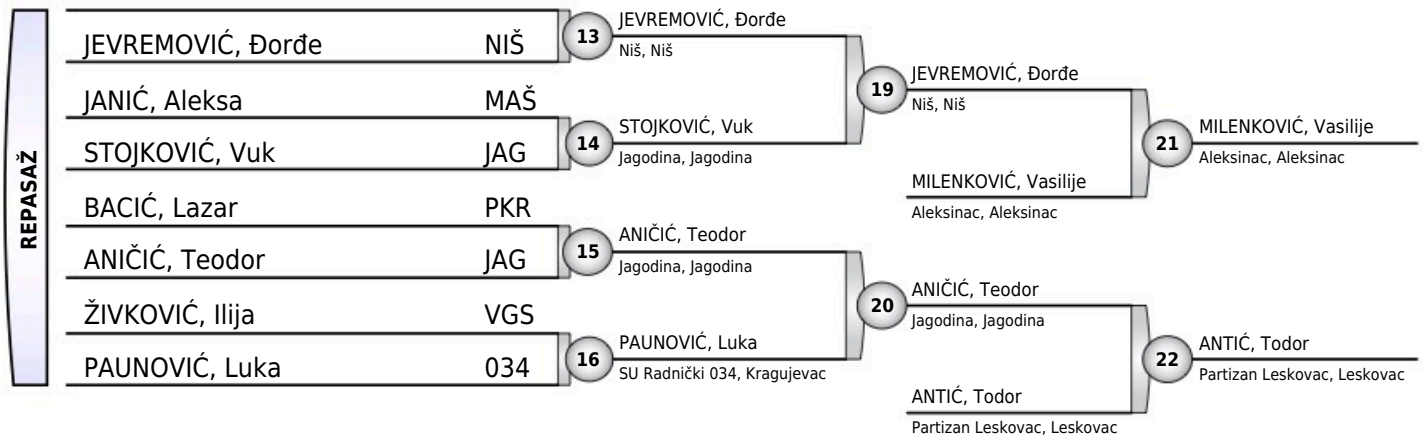 REPASAŽ
JEVREMOVIĆ, Đorđe NIŠ
JANIĆ, Aleksa MAŠ
STOJKOVIĆ, Vuk JAG
BACIĆ, Lazar PKR
ANIČIĆ, Teodor JAG
ŽIVKOVIĆ, Ilija VGS
PAUNOVIĆ, Luka 034
13
JEVREMOVIĆ, Đorđe
Niš, Niš
14
STOJKOVIĆ, Vuk
Jagodina, Jagodina
15
ANIČIĆ, Teodor
Jagodina, Jagodina
16
PAUNOVIĆ, Luka
SU Radnički 034, Kragujevac
19
JEVREMOVIĆ, Đorđe
Niš, Niš
MILENKOVIĆ, Vasilije
Aleksinac, Aleksinac
20
ANIČIĆ, Teodor
Jagodina, Jagodina
ANTIĆ, Todor
Partizan Leskovac, Leskovac
21
MILENKOVIĆ, Vasilije
Aleksinac, Aleksinac
22
ANTIĆ, Todor
Partizan Leskovac, Leskovac